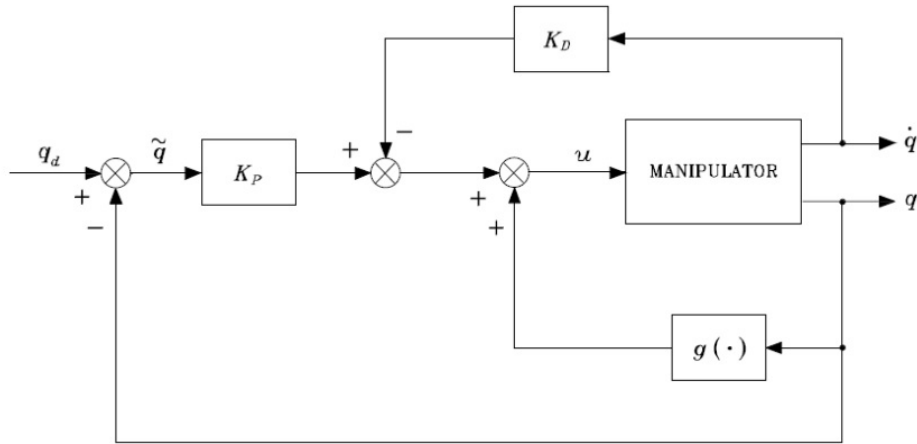 K_D
−
q̇
q_d
q̃
+
u
+
K_P
MANIPULATOR
+
−
+
+
q
g(·)